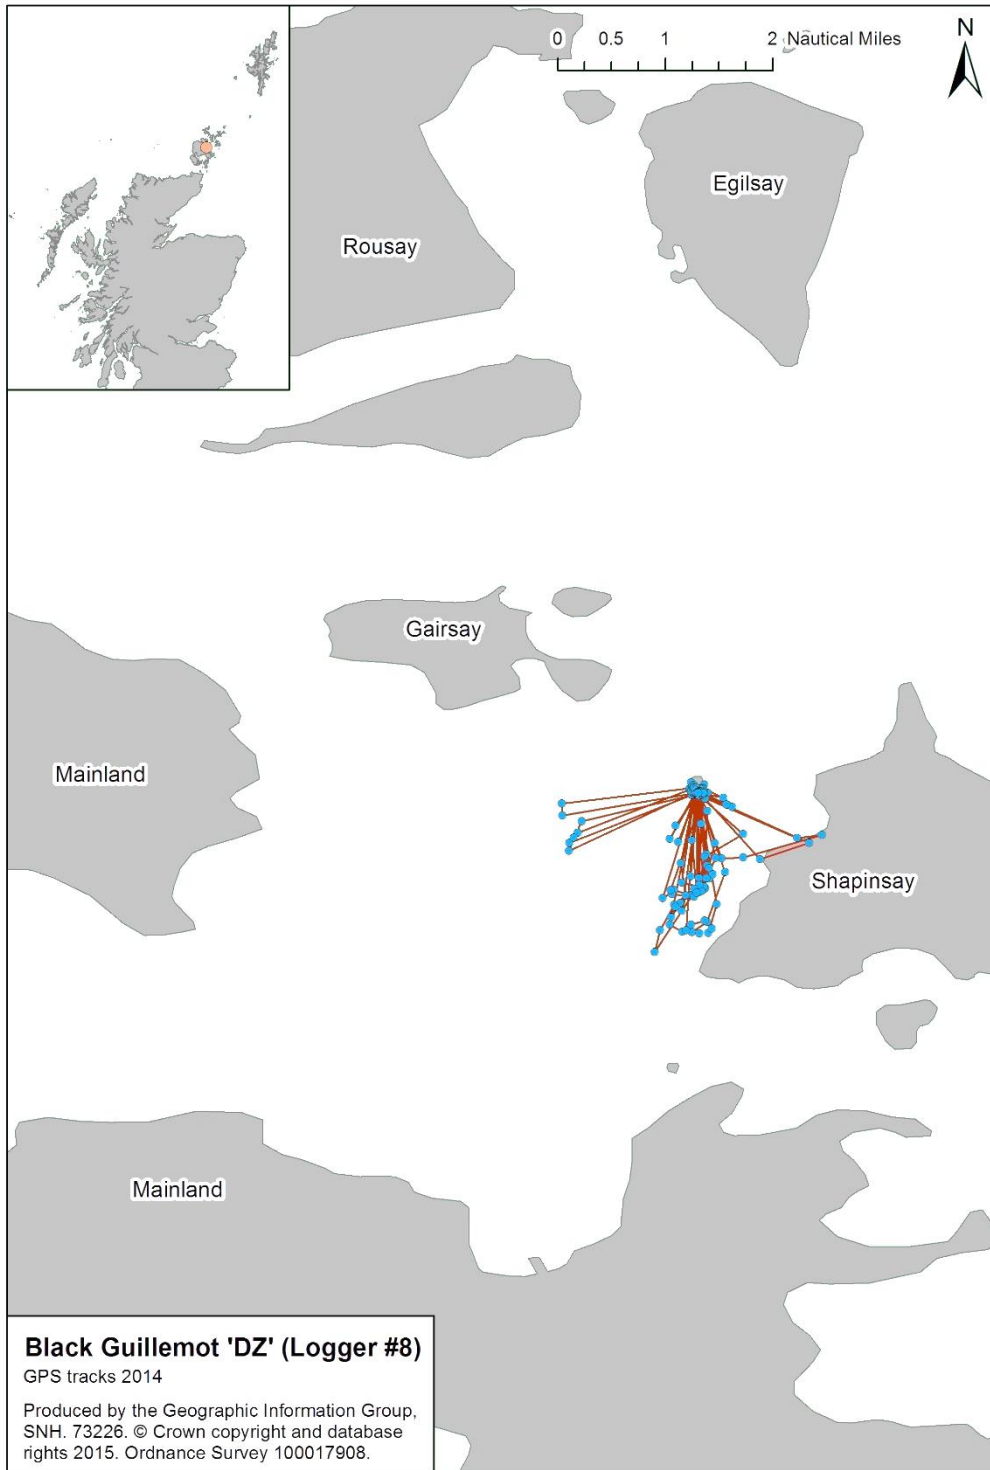 0 0.5 1 2 Nautical Miles
N
Egilsay
Rousay
Gairsay
Mainland
Shapinsay
Mainland
Black Guillemot 'DZ' (Logger #8)
GPS tracks 2014
Produced by the Geographic Information Group,
SNH. 73226. © Crown copyright and database
rights 2015. Ordnance Survey 100017908.